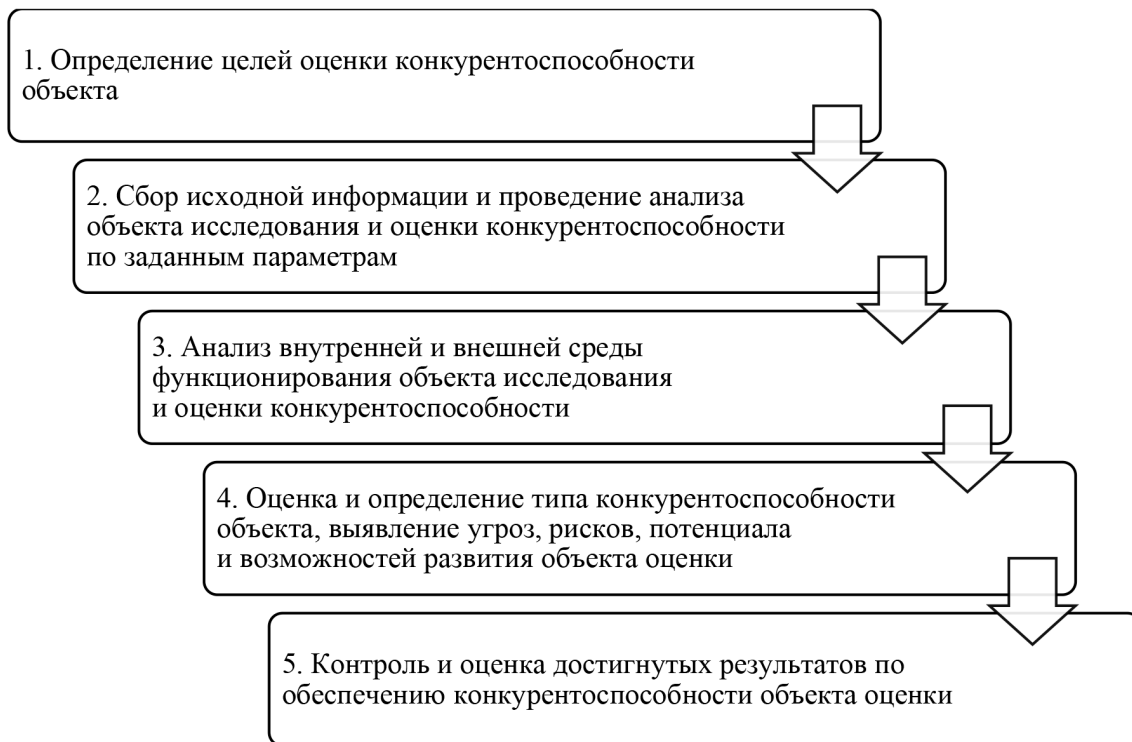 1. Определение целей оценки конкурентоспособности
объекта
2. Сбор исходной информации и проведение анализа
объекта исследования и оценки конкурентоспособности
по заданным параметрам
3. Анализ внутренней и внешней среды
функционирования объекта исследования
и оценки конкурентоспособности
4. Оценка и определение типа конкурентоспособности
объекта, выявление угроз, рисков, потенциала
и возможностей развития объекта оценки
5. Контроль и оценка достигнутых результатов по
обеспечению конкурентоспособности объекта оценки